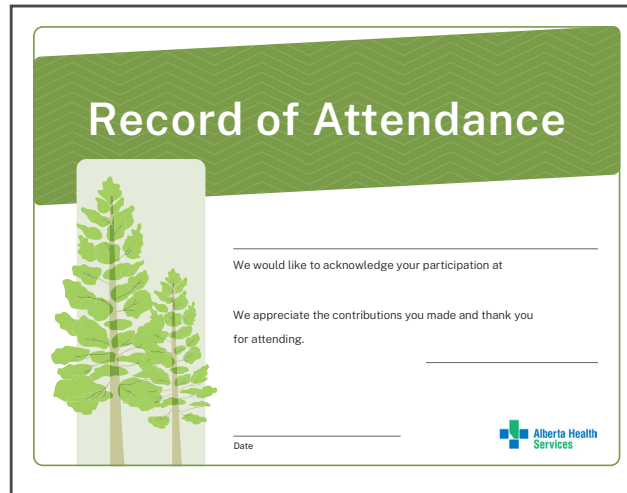 Record of Attendance
We would like to acknowledge your participation at
We appreciate the contributions you made and thank you
for attending.
Date
Alberta Health
Services